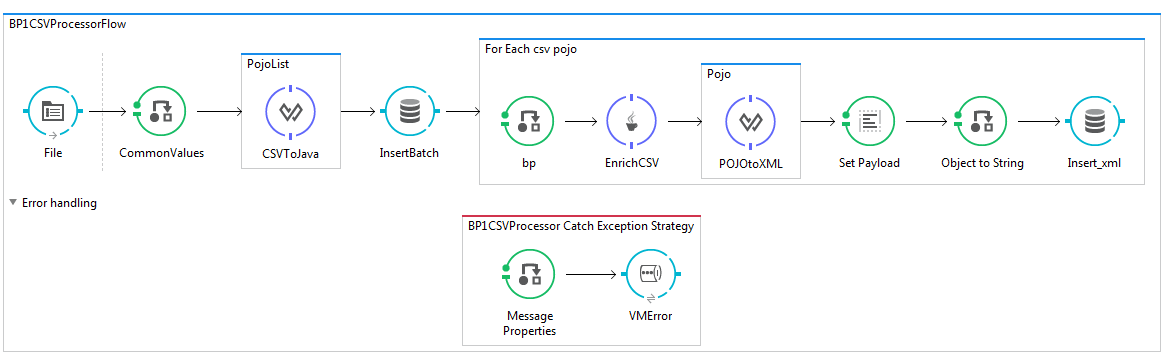 BP1CSVProcessorFlow
For Each csv pojo
PojoList
Pojo
File
CommonValues
CSVToJava
InsertBatch
bp
EnrichCSV
POJOtoXML
Set Payload
Object to String
Insert_xml
Error handling
BP1CSVProcessor Catch Exception Strategy
Message
Properties
VMError